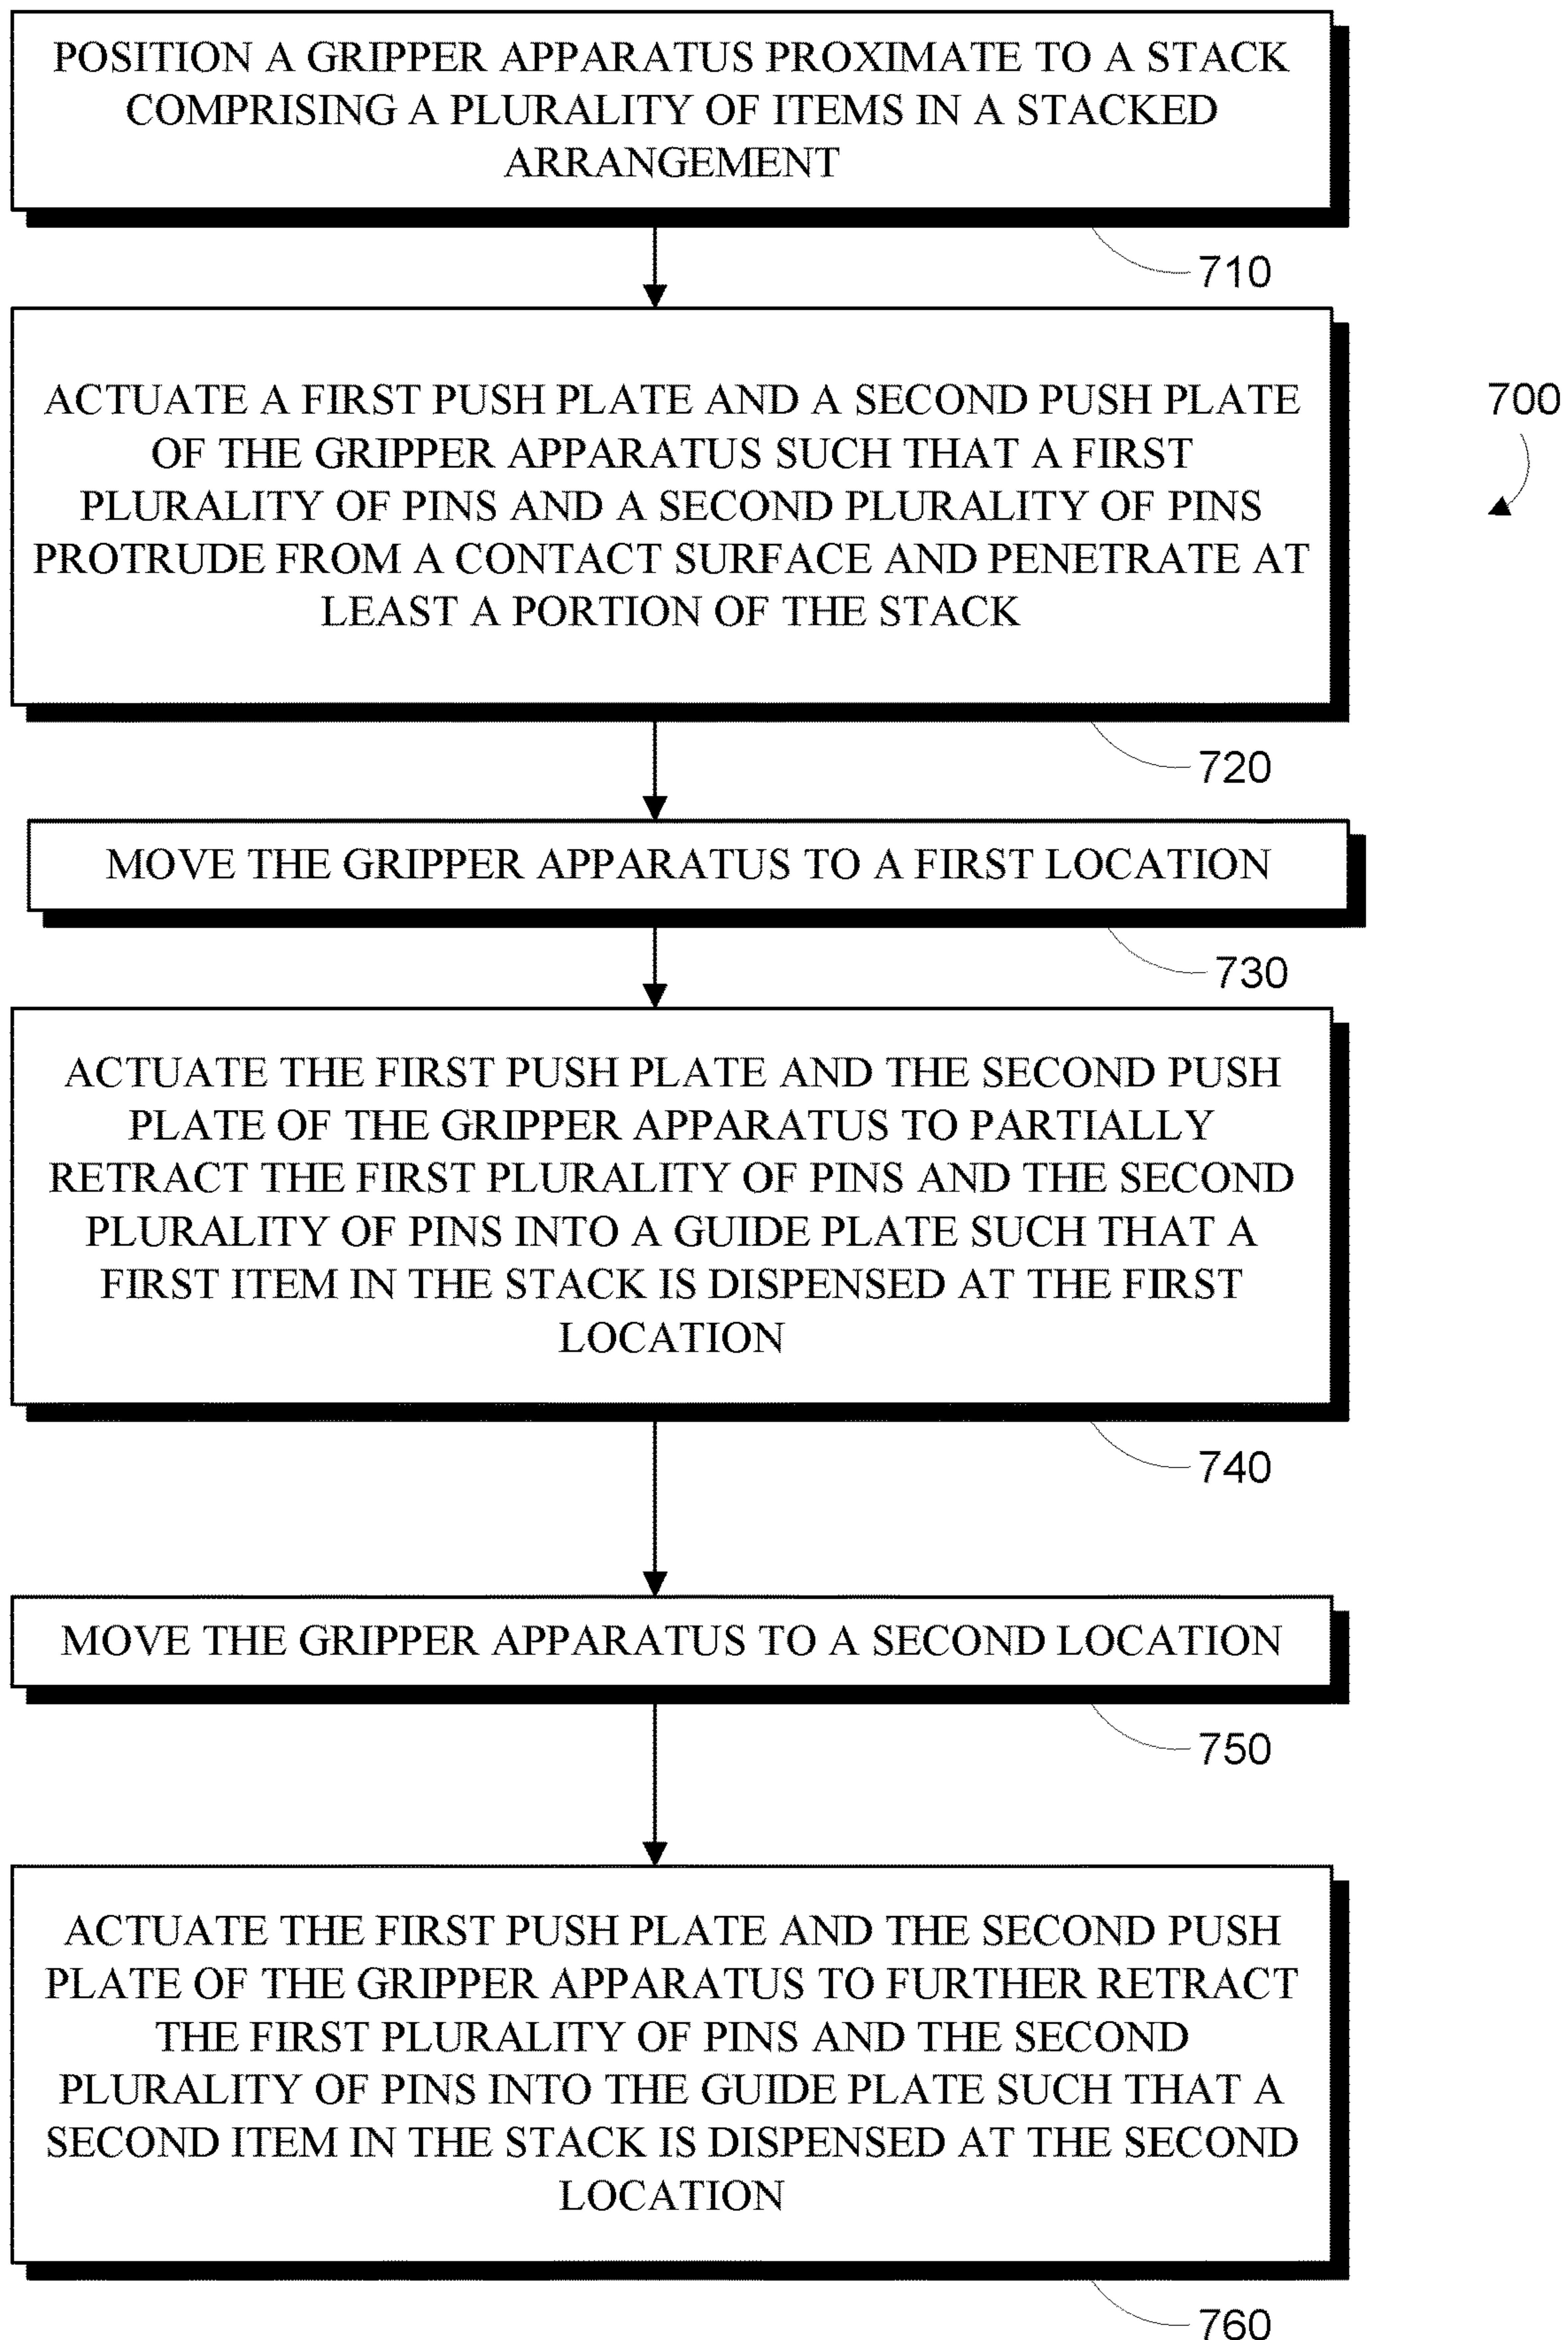 POSITION A GRIPPER APPARATUS PROXIMATE TO A STACK
COMPRISING A PLURALITY OF ITEMS IN A STACKED
ARRANGEMENT
710
ACTUATE A FIRST PUSH PLATE AND A SECOND PUSH PLATE
OF THE GRIPPER APPARATUS SUCH THAT A FIRST
PLURALITY OF PINS AND A SECOND PLURALITY OF PINS
PROTRUDE FROM A CONTACT SURFACE AND PENETRATE AT
LEAST A PORTION OF THE STACK
700
720
MOVE THE GRIPPER APPARATUS TO A FIRST LOCATION
730
ACTUATE THE FIRST PUSH PLATE AND THE SECOND PUSH
PLATE OF THE GRIPPER APPARATUS TO PARTIALLY
RETRACT THE FIRST PLURALITY OF PINS AND THE SECOND
PLURALITY OF PINS INTO A GUIDE PLATE SUCH THAT A
FIRST ITEM IN THE STACK IS DISPENSED AT THE FIRST
LOCATION
740
MOVE THE GRIPPER APPARATUS TO A SECOND LOCATION
750
ACTUATE THE FIRST PUSH PLATE AND THE SECOND PUSH
PLATE OF THE GRIPPER APPARATUS TO FURTHER RETRACT
THE FIRST PLURALITY OF PINS AND THE SECOND
PLURALITY OF PINS INTO THE GUIDE PLATE SUCH THAT A
SECOND ITEM IN THE STACK IS DISPENSED AT THE SECOND
LOCATION
760